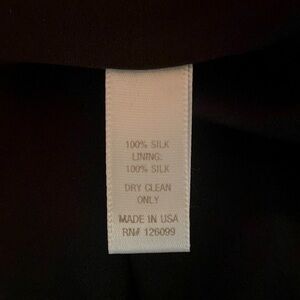 100% SILK
LINING:
100% SILK
DRY CLEAN
ONLY
MADE IN USA
RN# 126099